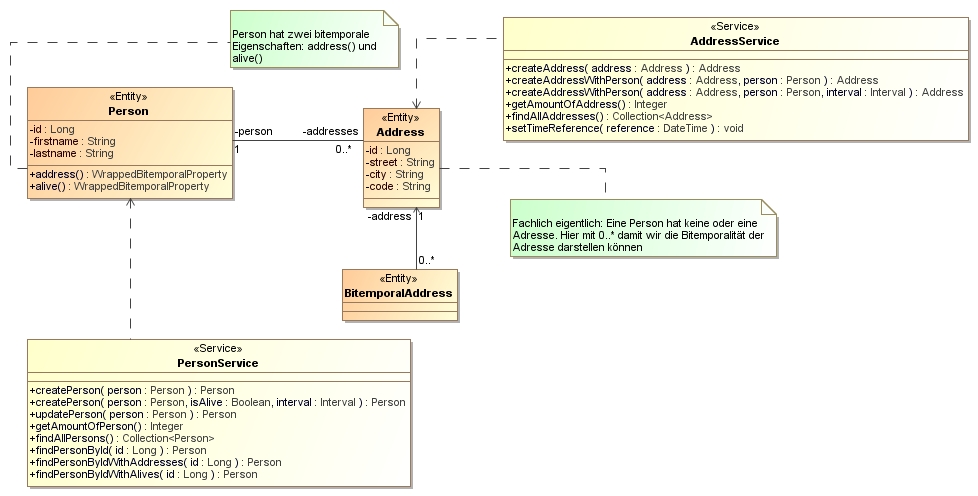 Person hat zwei bitemporale
Eigenschaften: address() und
alive()
«Service»
AddressService
+createAddress( address : Address ) : Address
+createAddressWithPerson( address : Address, person : Person ) : Address
+createAddressWithPerson( address : Address, person : Person, interval : Interval ) : Address
+getAmountOfAddress() : Integer
+findAllAddresses() : Collection<Address>
+setTimeReference( reference : DateTime ) : void
«Entity»
Person
-id : Long
-firstname : String
-lastname : String
+address() : WrappedBitemporalProperty
+alive() : WrappedBitemporalProperty
-person
1
-addresses
0..*
«Entity»
Address
-id : Long
-street : String
-city : String
-code : String
-address
1
0..*
Fachlich eigentlich: Eine Person hat keine oder eine
Adresse. Hier mit 0..* damit wir die Bitemporalität der
Adresse darstellen können
«Entity»
BitemporalAddress
«Service»
PersonService
+createPerson( person : Person ) : Person
+createPerson( person : Person, isAlive : Boolean, interval : Interval ) : Person
+updatePerson( person : Person ) : Person
+getAmountOfPerson() : Integer
+findAllPersons() : Collection<Person>
+findPersonById( id : Long ) : Person
+findPersonByIdWithAddresses( id : Long ) : Person
+findPersonByIdWithAlives( id : Long ) : Person